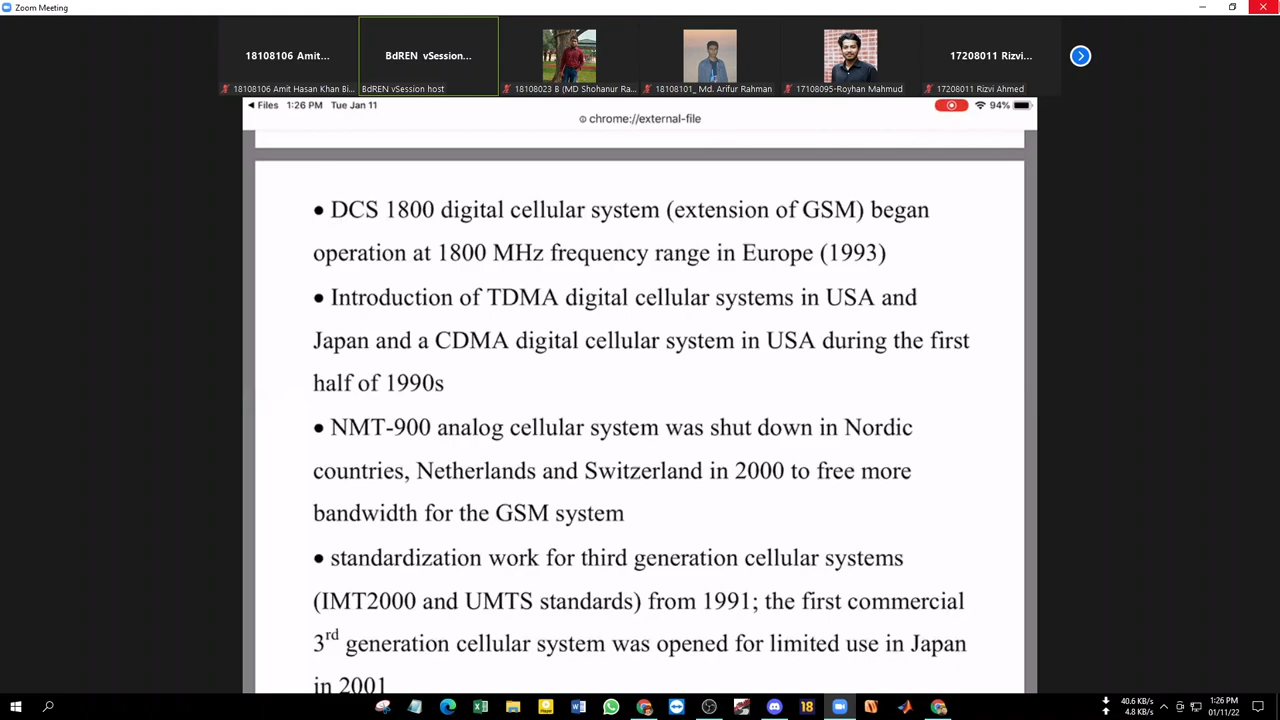 Zoom Meeting
18108106 Amit...
BdREN vSession...
17208011 Rizvi...
18108106 Amit Hasan Khan Bi...
BdREN vSession host
18108023 B (MD Shohanur Ra...
18108101_ Md. Arifur Rahman
17108095-Royhan Mahmud
17208011 Rizvi Ahmed
Files 1:26 PM Tue Jan 11
94%
chrome://external-file
• DCS 1800 digital cellular system (extension of GSM) began
operation at 1800 MHz frequency range in Europe (1993)
• Introduction of TDMA digital cellular systems in USA and
Japan and a CDMA digital cellular system in USA during the first
half of 1990s
• NMT-900 analog cellular system was shut down in Nordic
countries, Netherlands and Switzerland in 2000 to free more
bandwidth for the GSM system
• standardization work for third generation cellular systems
(IMT2000 and UMTS standards) from 1991; the first commercial
3rd generation cellular system was opened for limited use in Japan
in 2001
18
40.6 KB/s
4.8 KB/s
1:26 PM
01/11/22